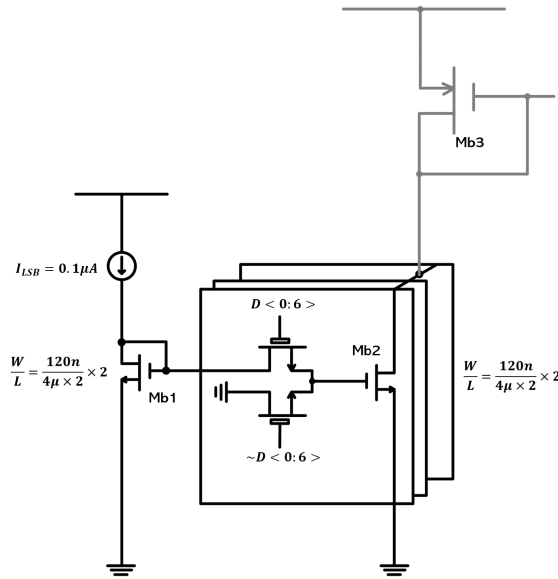 Mb3
I_LSB = 0.1μA
D < 0: 6 >
Mb2
W/L = 120n/4μ × 2 × 2
Mb1
W/L = 120n/4μ × 2 × 2
~D < 0: 6 >